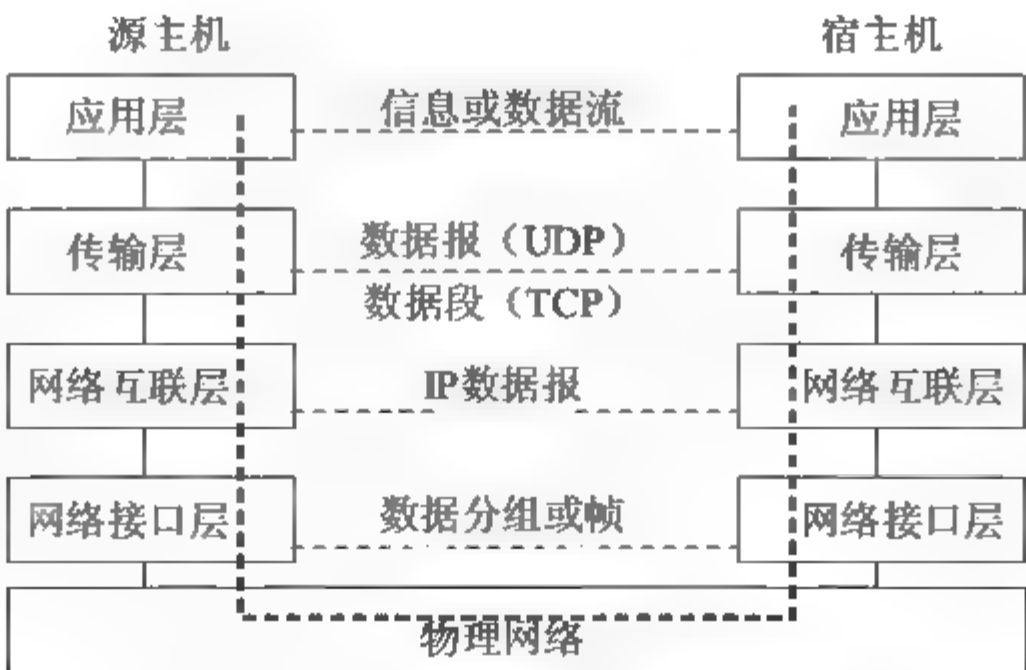 源主机 宿主机
应用层 信息或数据流 应用层
传输层 数据报（UDP） 传输层
数据段（TCP）
网络互联层 IP数据报 网络互联层
网络接口层 数据分组或帧 网络接口层
物理网络